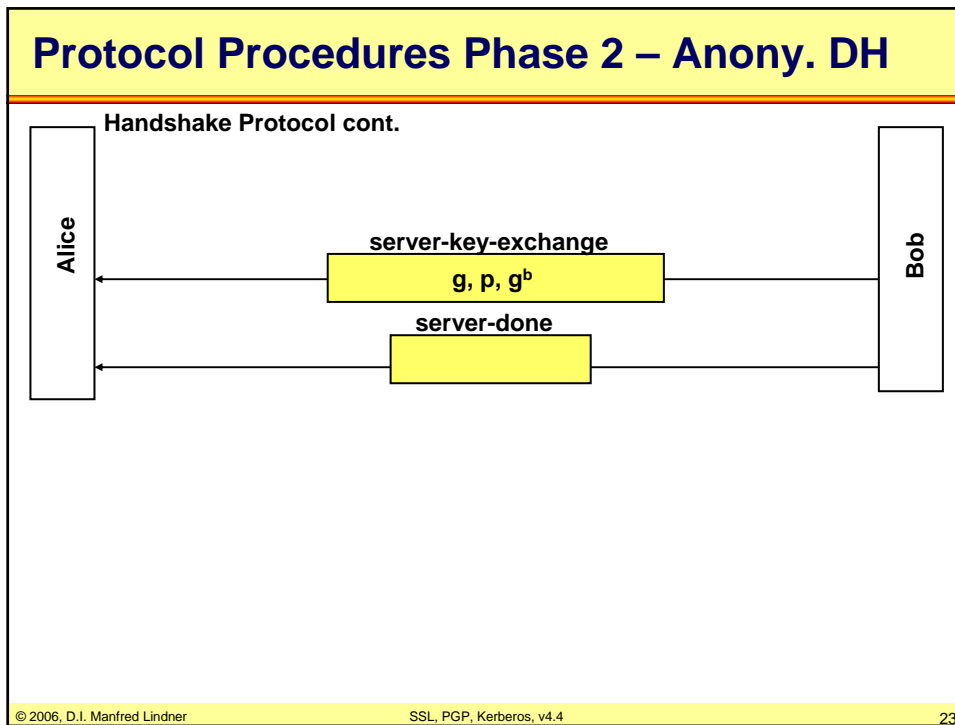 Protocol Procedures Phase 2 – Anony. DH
Handshake Protocol cont.
Alice
Bob
server-key-exchange
g, p, gᵇ
server-done
© 2006, D.I. Manfred Lindner
SSL, PGP, Kerberos, v4.4
23